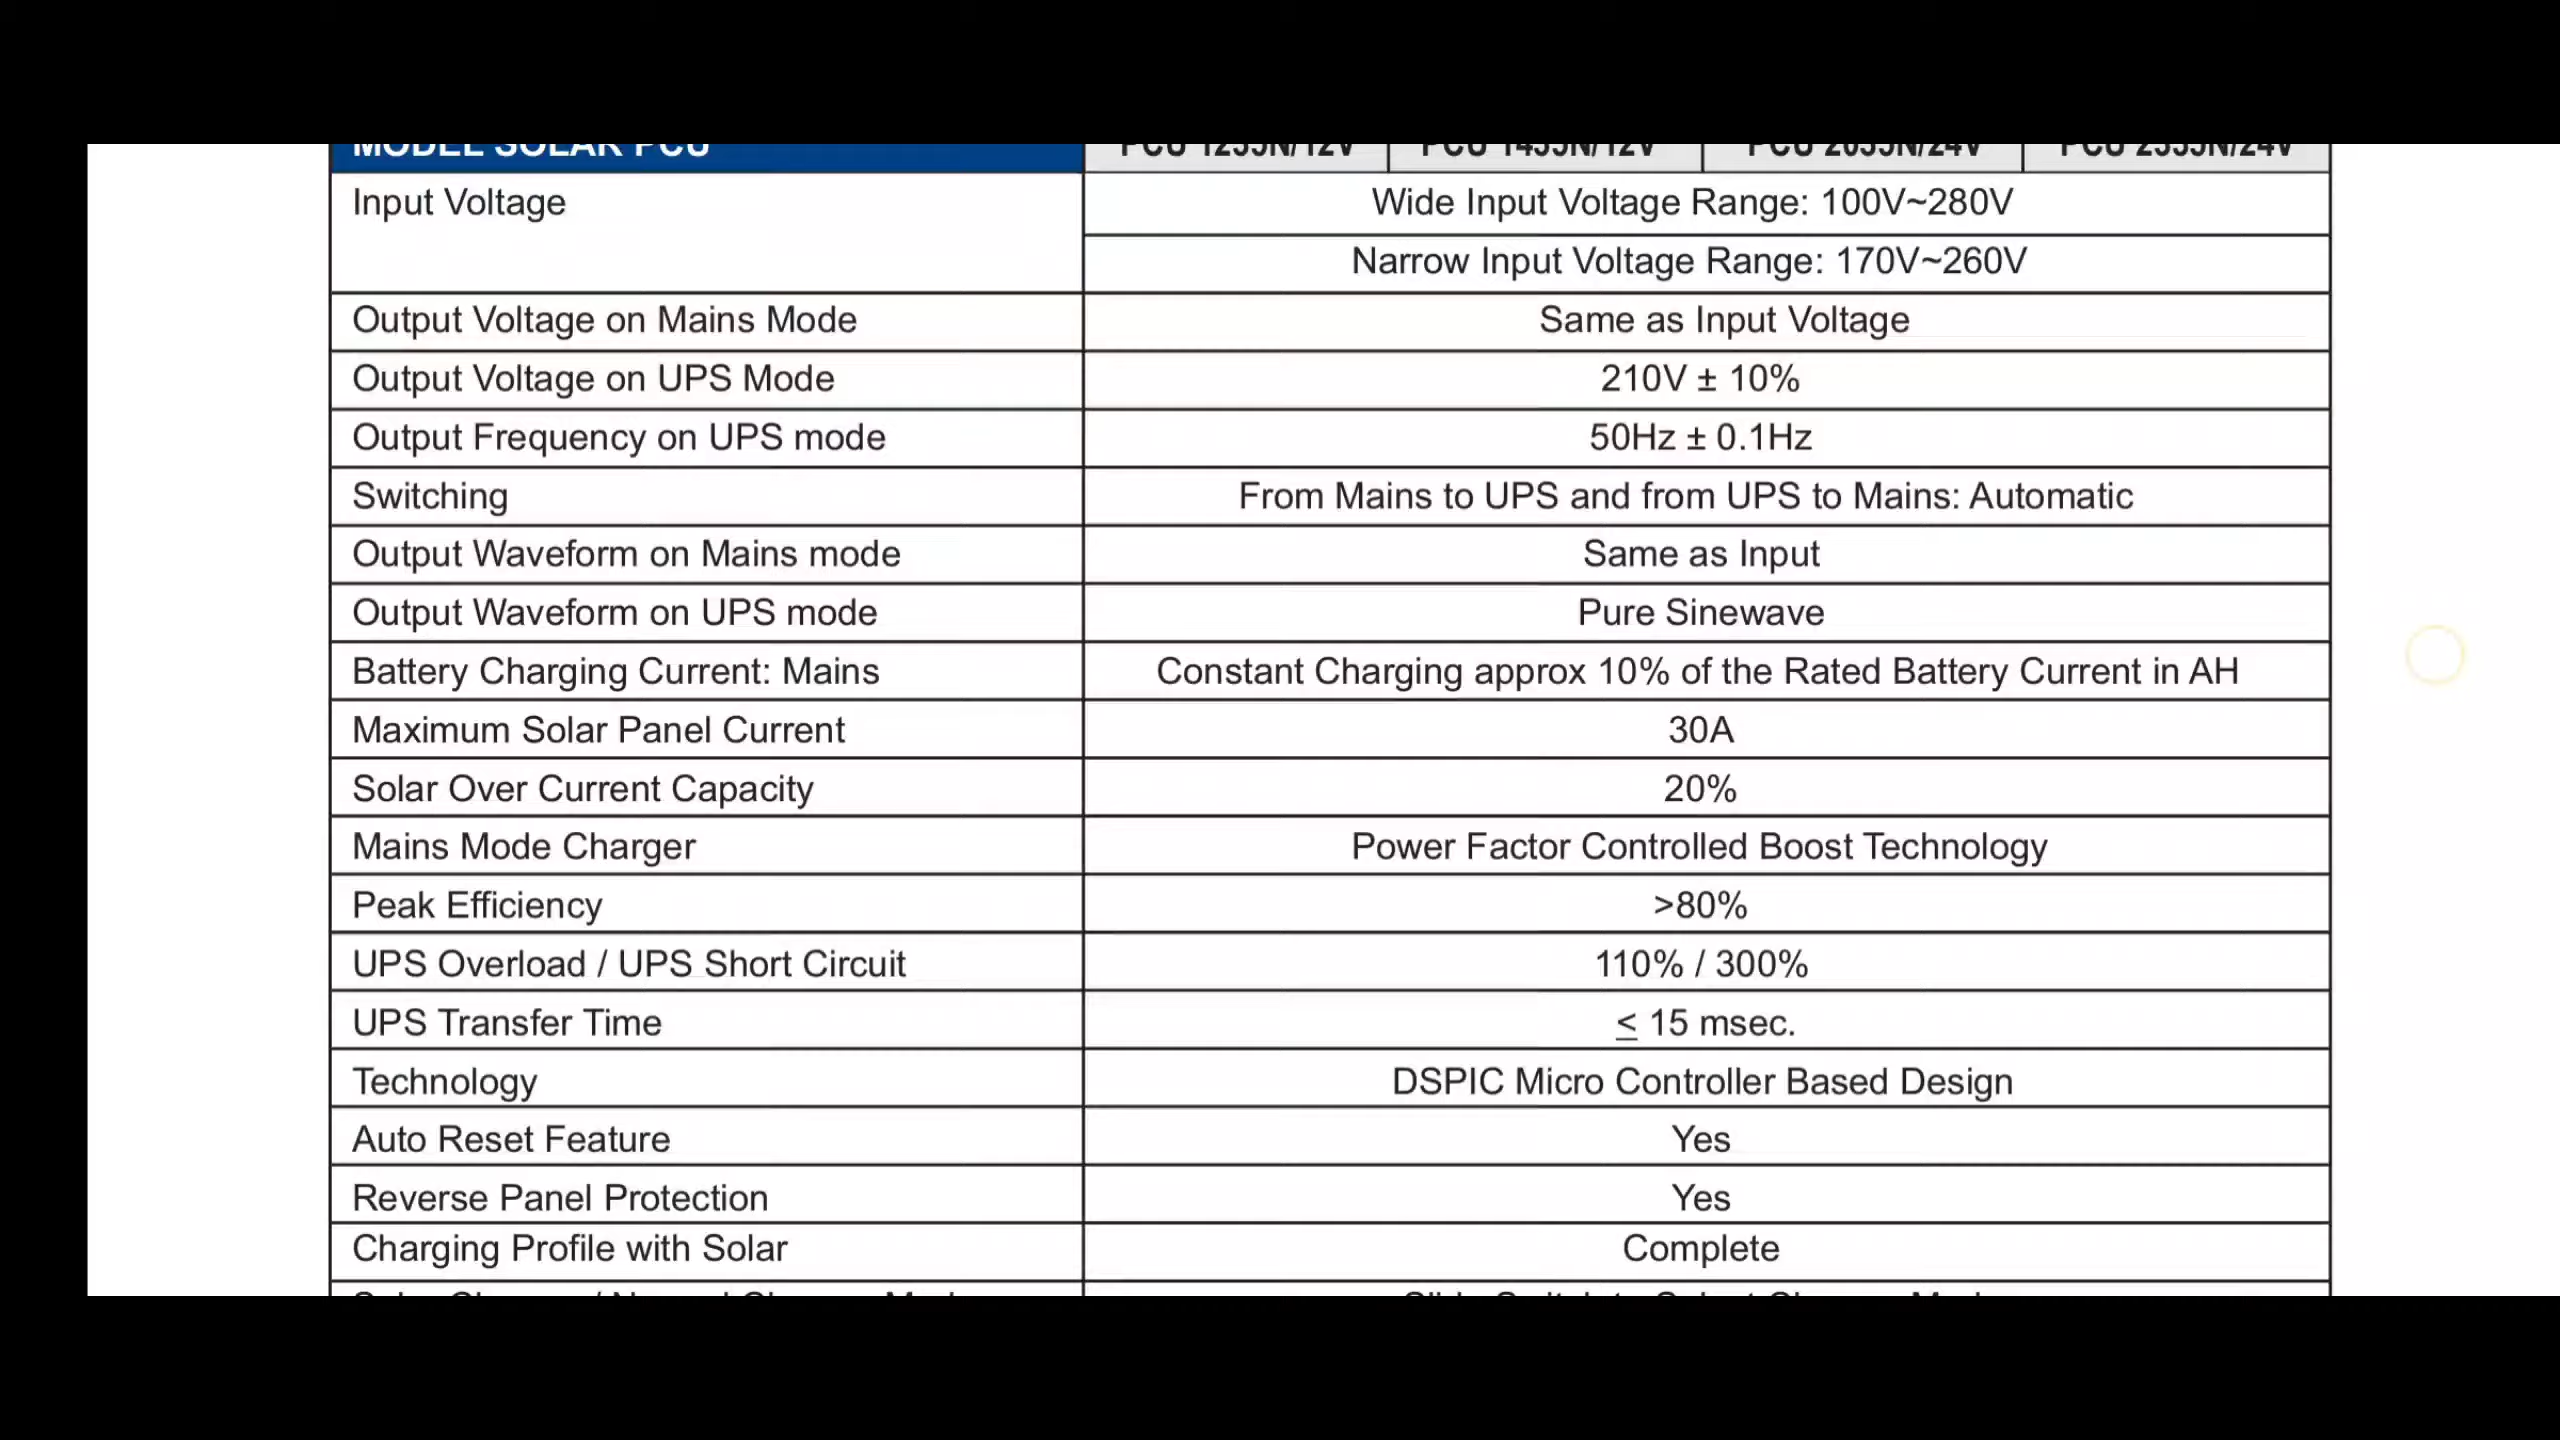 MODEL SOLAR PCU
Input Voltage
Wide Input Voltage Range: 100V~280V
Narrow Input Voltage Range: 170V~260V
Output Voltage on Mains Mode Same as Input Voltage
Output Voltage on UPS Mode 210V ± 10%
Output Frequency on UPS mode 50Hz ± 0.1Hz
Switching From Mains to UPS and from UPS to Mains: Automatic
Output Waveform on Mains mode Same as Input
Output Waveform on UPS mode Pure Sinewave
Battery Charging Current: Mains Constant Charging approx 10% of the Rated Battery Current in AH
Maximum Solar Panel Current 30A
Solar Over Current Capacity 20%
Mains Mode Charger Power Factor Controlled Boost Technology
Peak Efficiency >80%
UPS Overload / UPS Short Circuit 110% / 300%
UPS Transfer Time ≤ 15 msec.
Technology DSPIC Micro Controller Based Design
Auto Reset Feature Yes
Reverse Panel Protection Yes
Charging Profile with Solar Complete